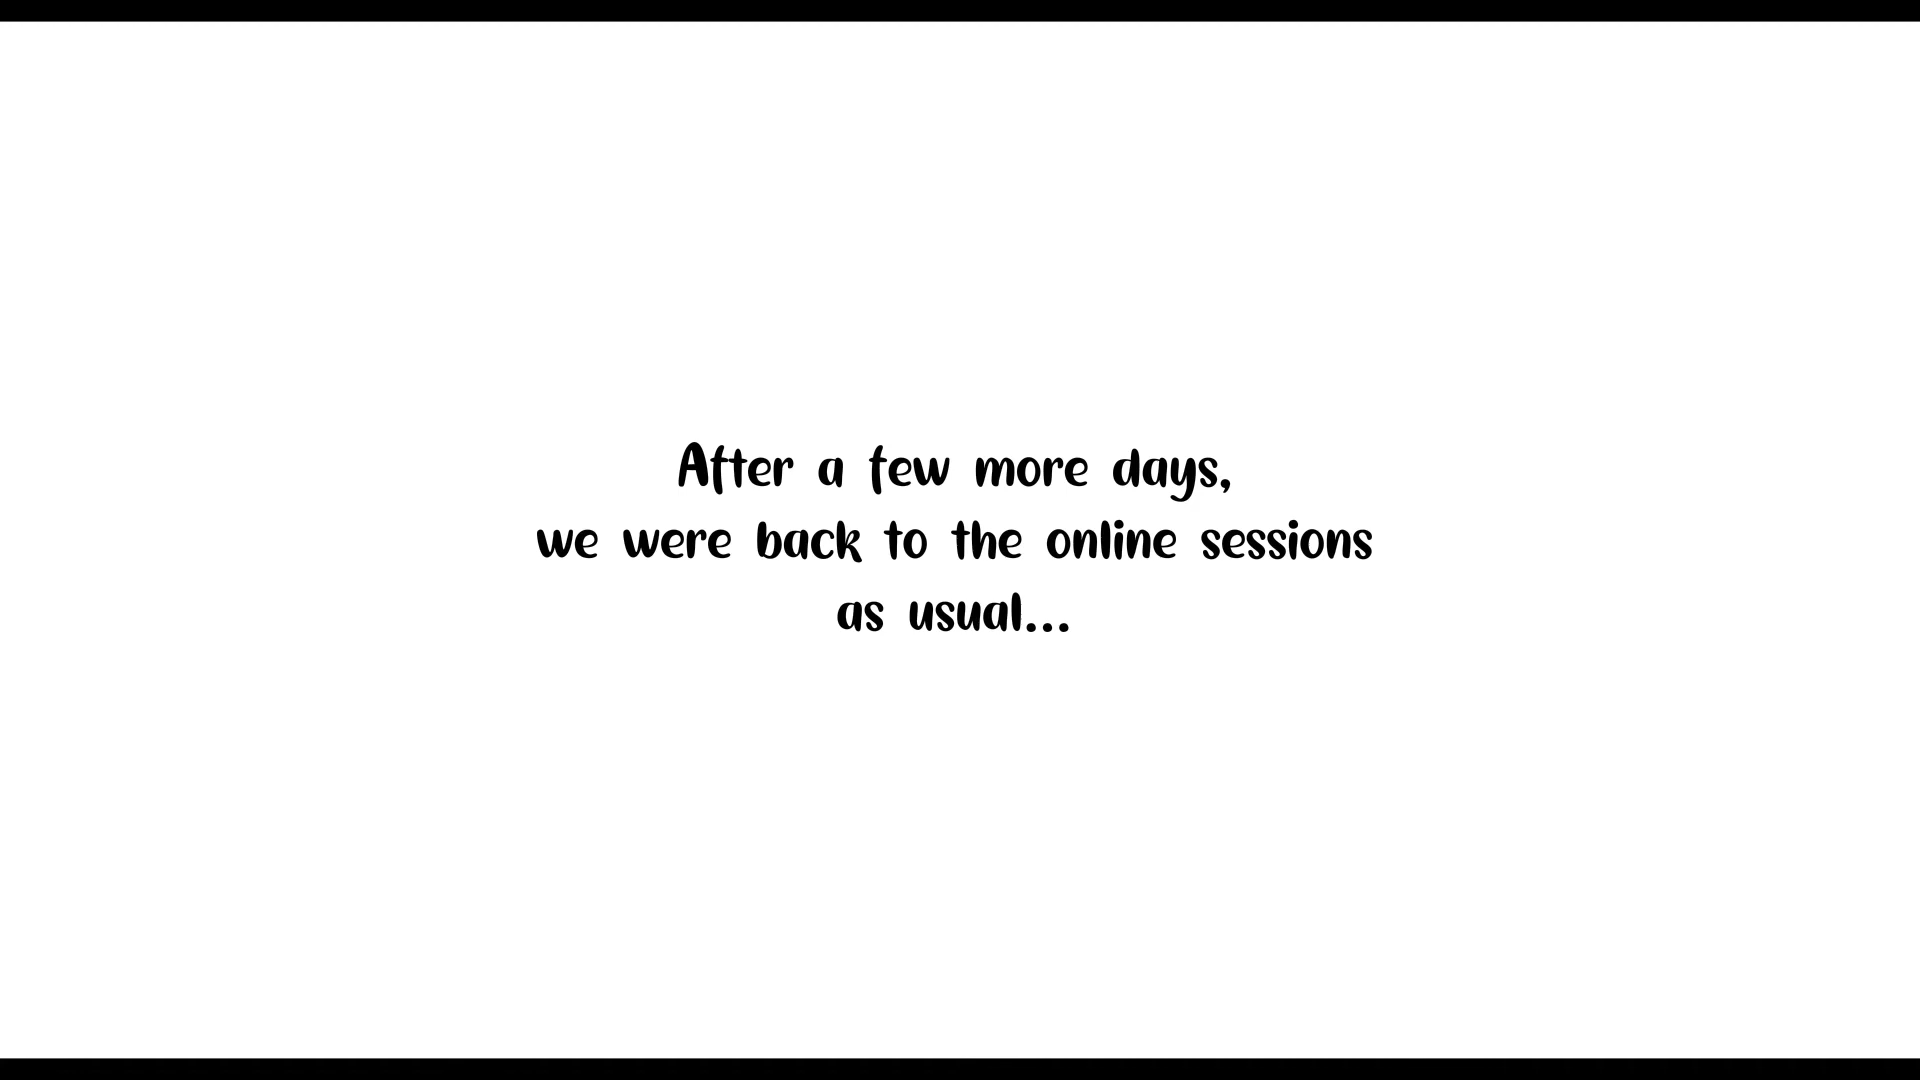 After a few more days,
we were back to the online sessions
as usual...